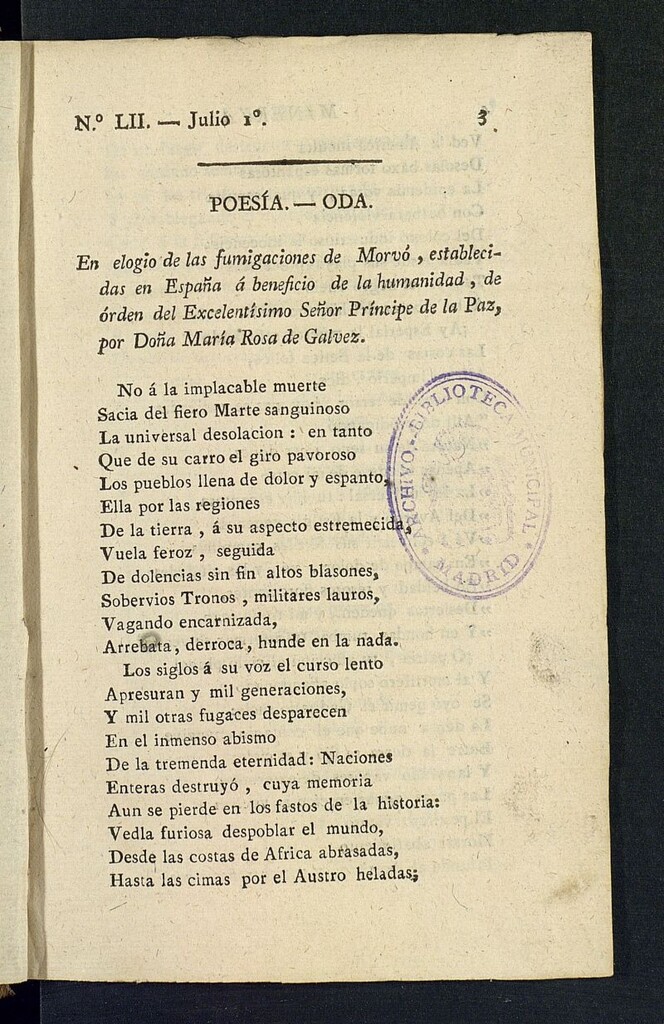 N.º LII. — Julio 1º. 3.
POESÍA. — ODA.
En elogio de las fumigaciones de Morvó , estableci-
das en España á beneficio de la humanidad , de
órden del Excelentísimo Señor Príncipe de la Paz,
por Doña María Rosa de Galvez.
No á la implacable muerte
Sacia del fiero Marte sanguinoso
La universal desolacion : en tanto
Que de su carro el giro pavoroso
Los pueblos llena de dolor y espanto,
Ella por las regiones
De la tierra , á su aspecto estremecida,
Vuela feroz , seguida
De dolencias sin fin altos blasones,
Sobervios Tronos , militares lauros,
Vagando encarnizada,
Arrebata, derroca, hunde en la nada.
Los siglos á su voz el curso lento
Apresuran y mil generaciones,
Y mil otras fugaces desparecen
En el inmenso abismo
De la tremenda eternidad: Naciones
Enteras destruyó , cuya memoria
Aun se pierde en los fastos de la historia:
Vedla furiosa despoblar el mundo,
Desde las costas de Africa abrasadas,
Hasta las cimas por el Austro heladas;
ARCHIVO.-BIBLIOTECA MUNICIPAL
* MADRID *